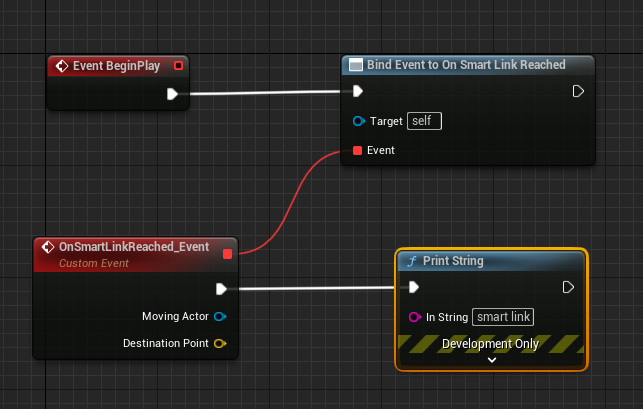 Event BeginPlay
Bind Event to On Smart Link Reached
Target self
Event
OnSmartLinkReached_Event
Custom Event
Moving Actor
Destination Point
Print String
In String smart link
Development Only